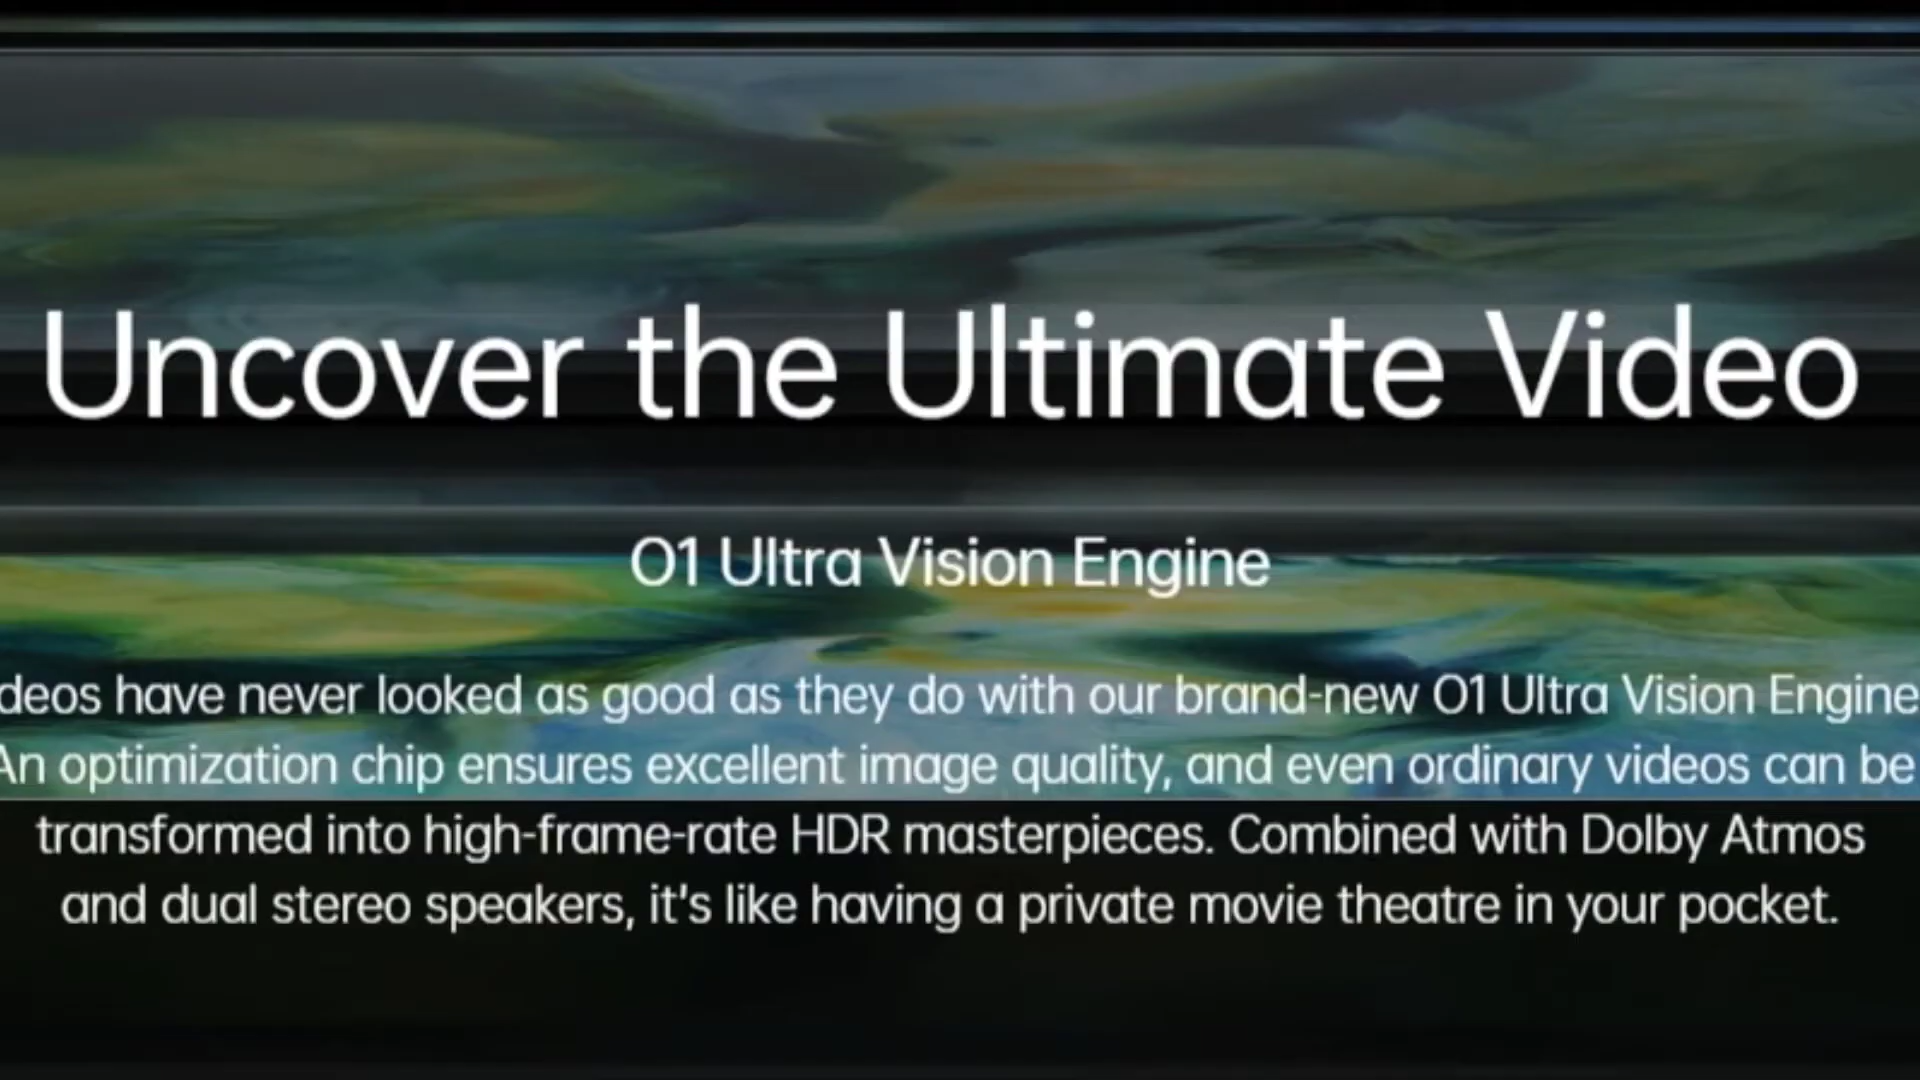 Uncover the Ultimate Video
O1 Ultra Vision Engine
deos have never looked as good as they do with our brand-new O1 Ultra Vision Engine
An optimization chip ensures excellent image quality, and even ordinary videos can be
transformed into high-frame-rate HDR masterpieces. Combined with Dolby Atmos
and dual stereo speakers, it's like having a private movie theatre in your pocket.